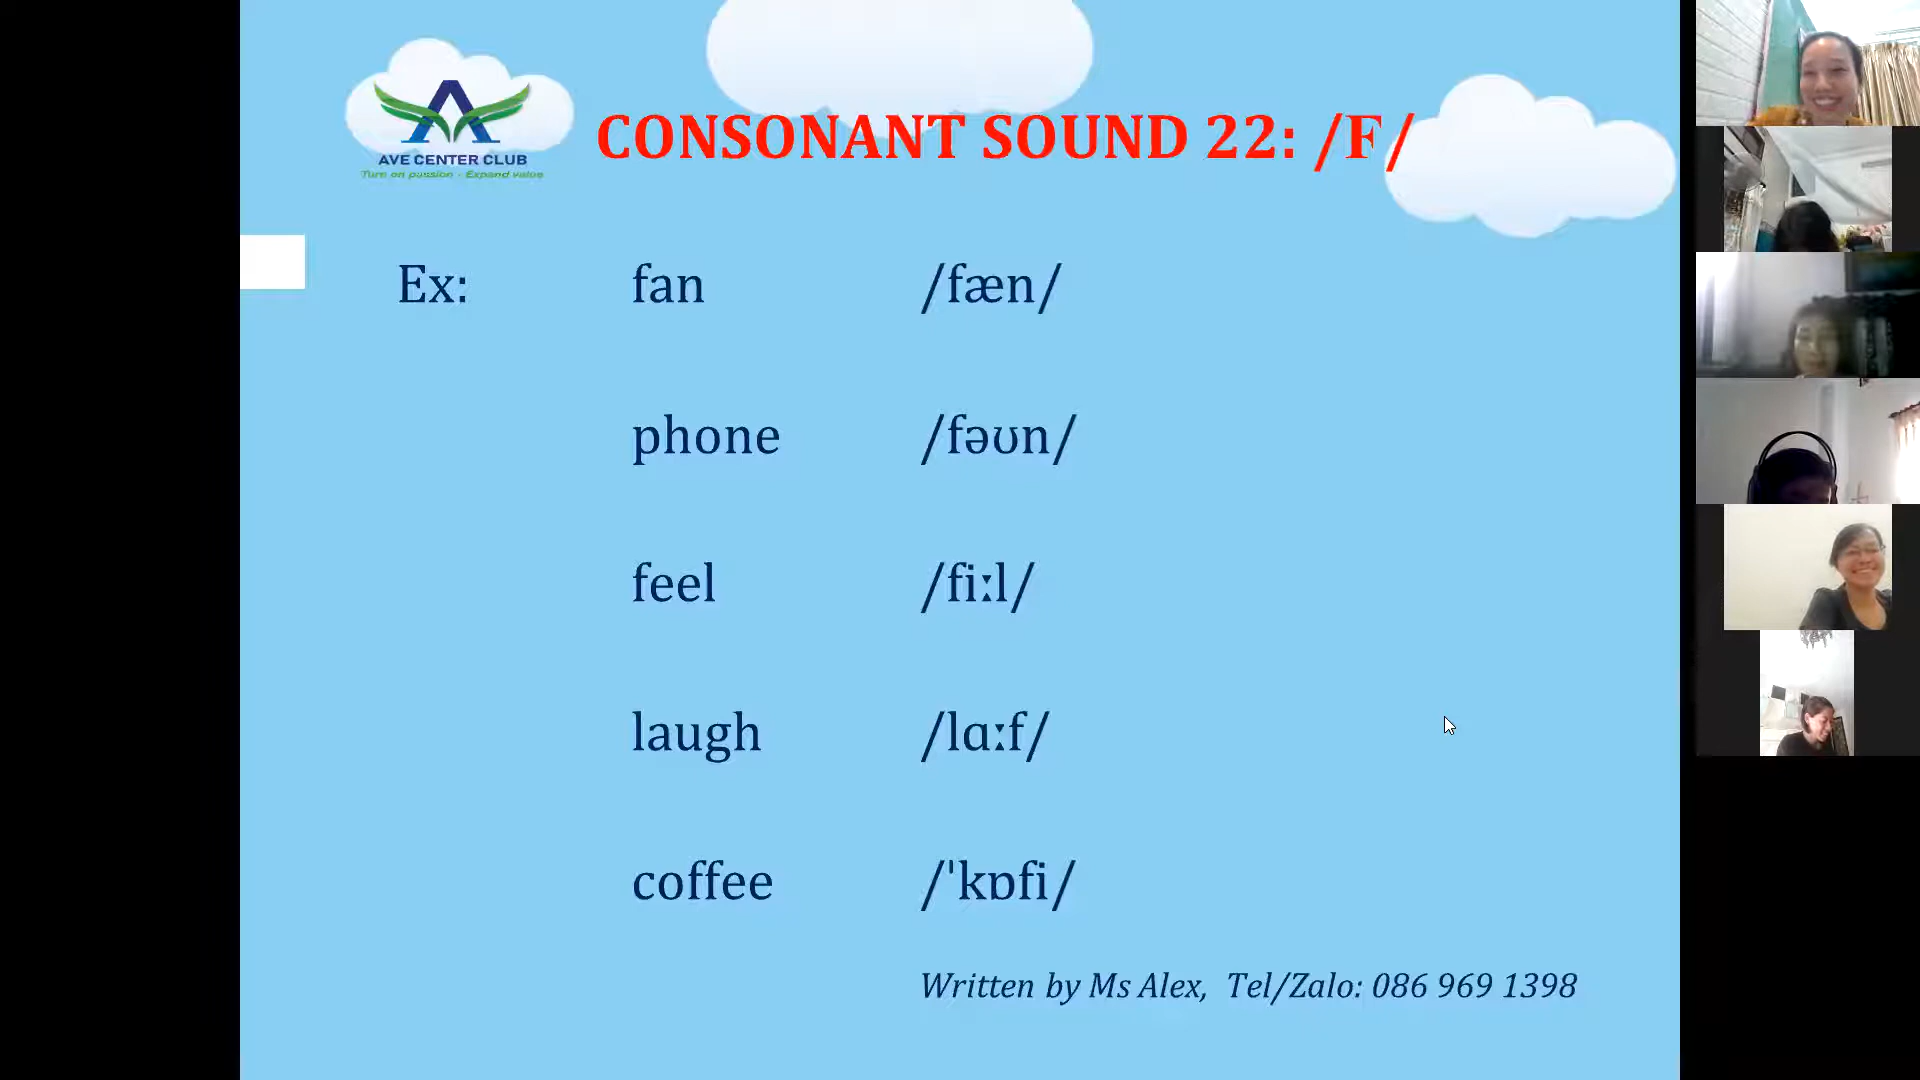 AVE CENTER CLUB
Turn on passion - Expand value
CONSONANT SOUND 22: /F/
Ex: fan /fæn/
phone /fəʊn/
feel /fiːl/
laugh /lɑːf/
coffee /ˈkɒfi/
Written by Ms Alex, Tel/Zalo: 086 969 1398